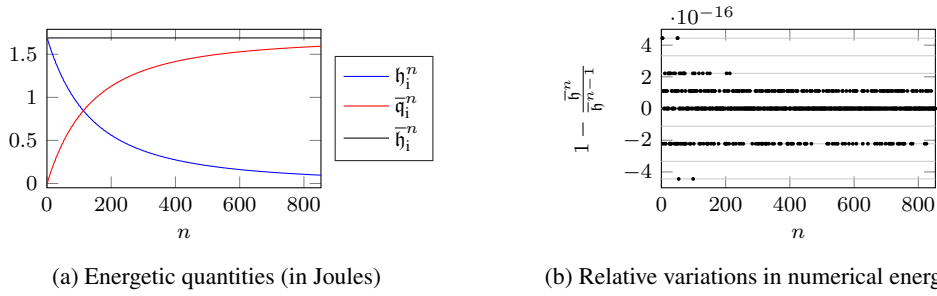 1.5
1
0.5
0
0 200 400 600 800
n
𝔥ᵢⁿ
𝔮̅ᵢⁿ
𝔥̅ᵢⁿ
(a) Energetic quantities (in Joules)
·10⁻¹⁶
4
2
0
−2
−4
1 − 𝔥̅ⁿ / 𝔥̅ⁿ⁻¹
0 200 400 600 800
n
(b) Relative variations in numerical energ